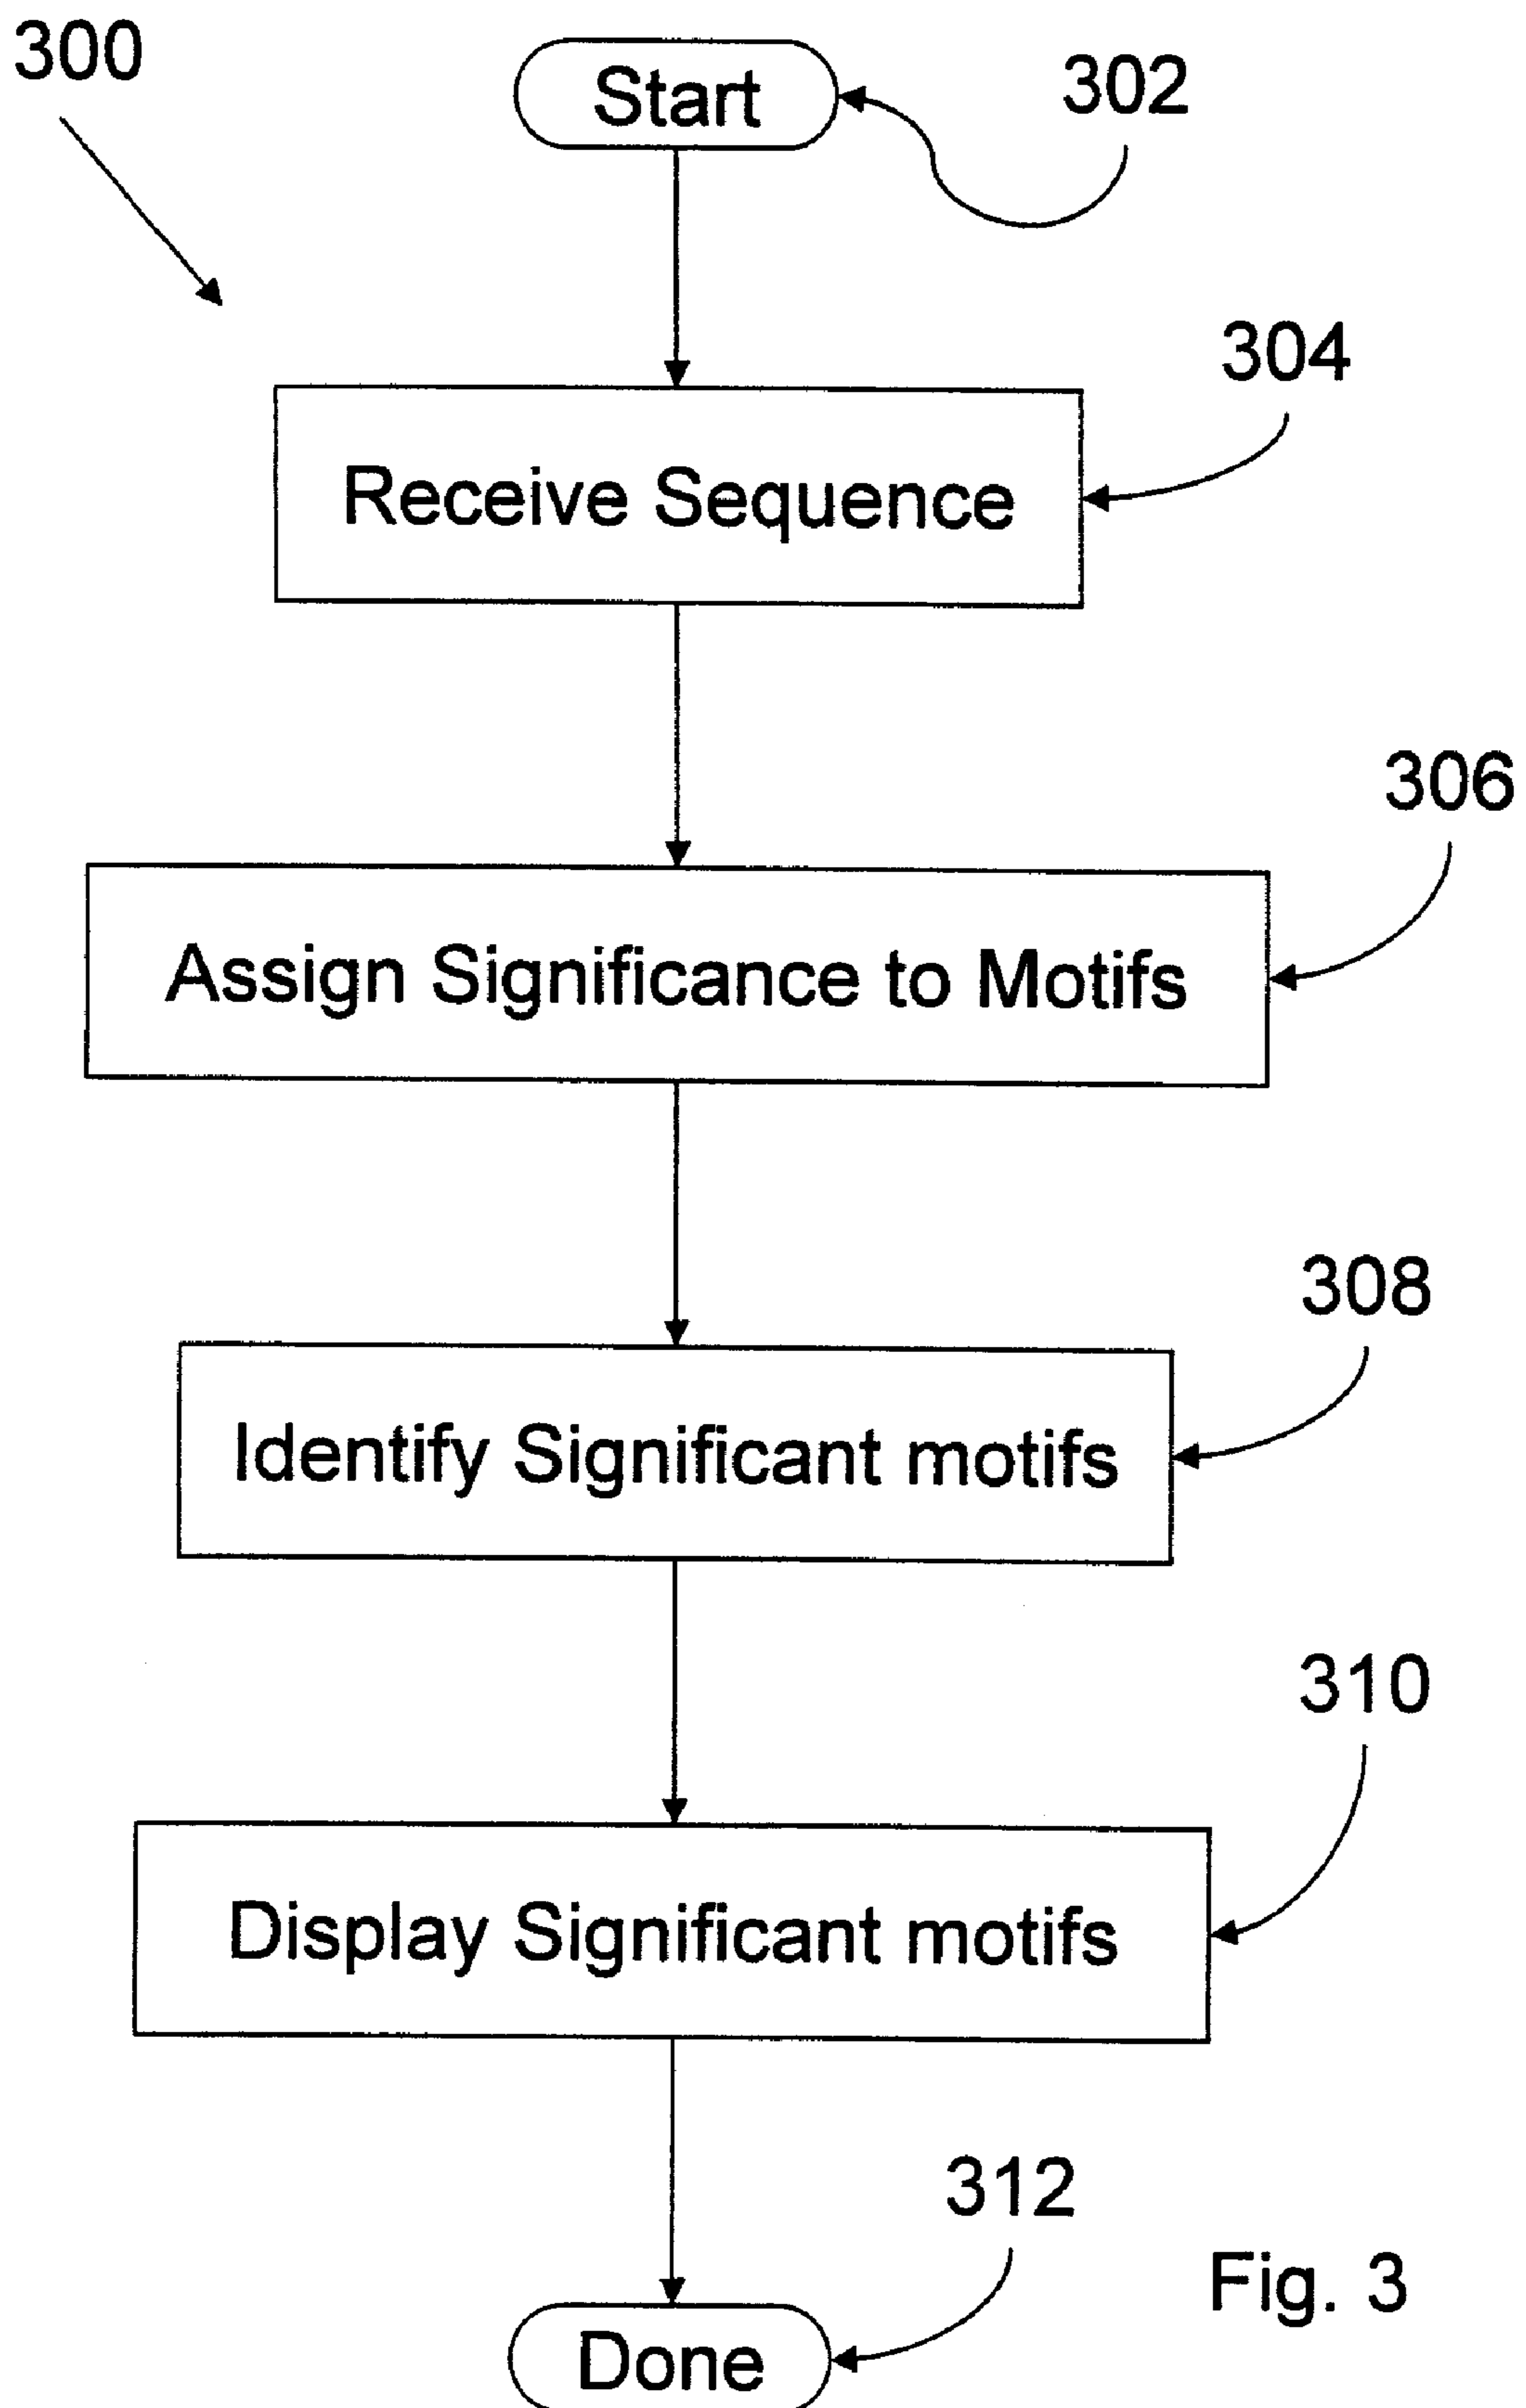 300
Start
302
304
Receive Sequence
306
Assign Significance to Motifs
308
Identify Significant motifs
310
Display Significant motifs
312
Fig. 3
Done